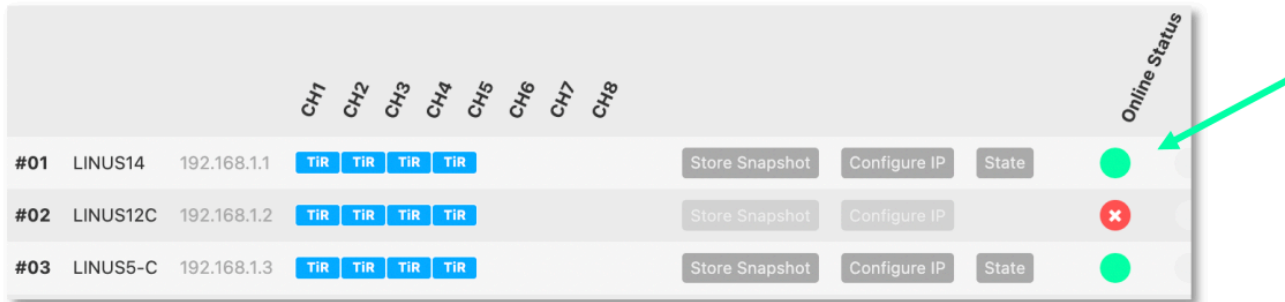 CH1 CH2 CH3 CH4 CH5 CH6 CH7 CH8 Online Status
#01 LINUS14 192.168.1.1 TiR TiR TiR TiR Store Snapshot Configure IP State
#02 LINUS12C 192.168.1.2 TiR TiR TiR TiR Store Snapshot Configure IP
#03 LINUS5-C 192.168.1.3 TiR TiR TiR TiR Store Snapshot Configure IP State